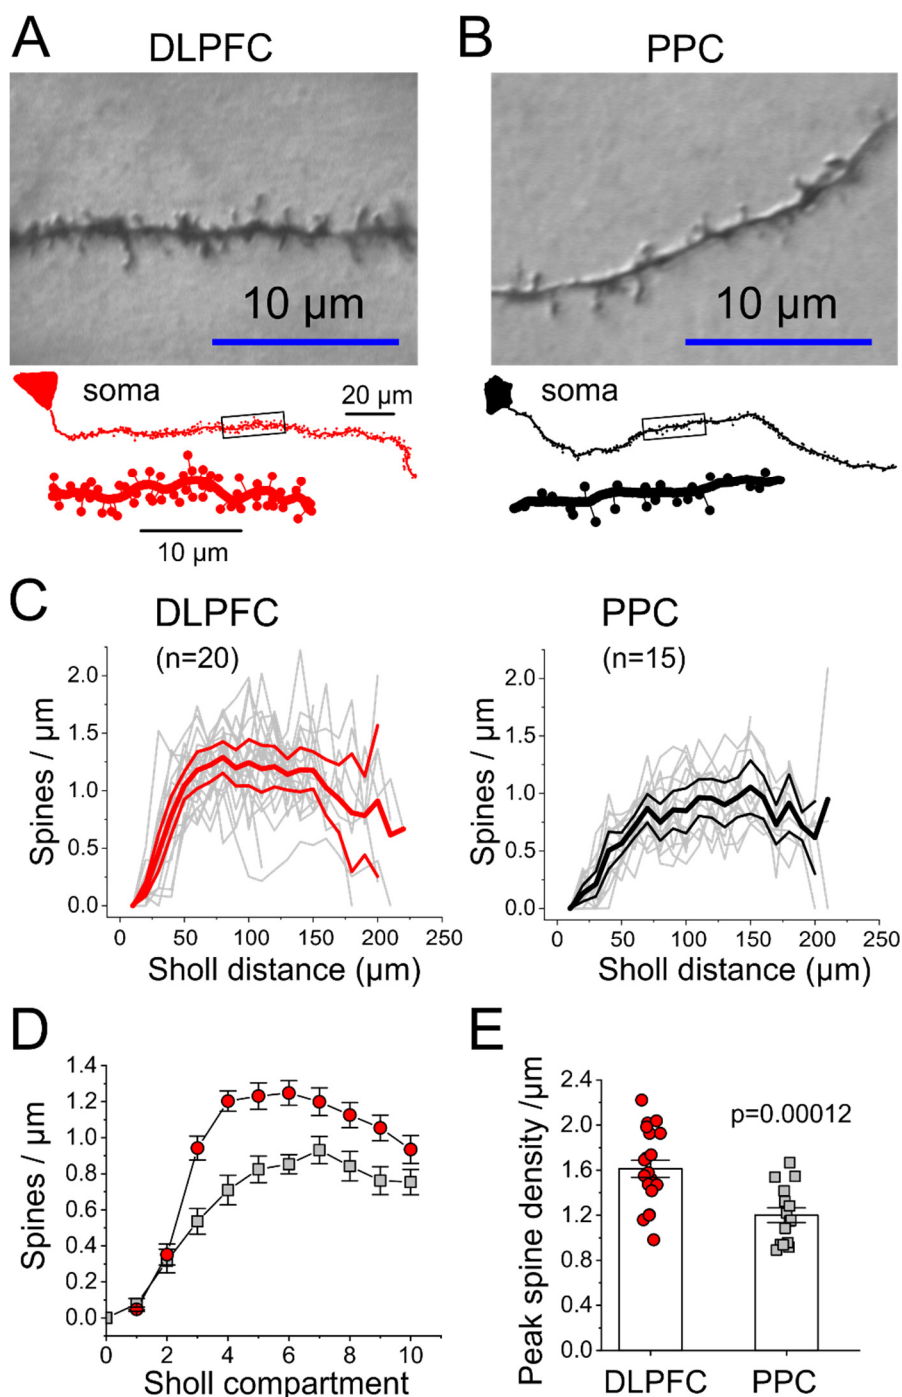 A
DLPFC
10 µm
soma
20 µm
10 µm
B
PPC
10 µm
C
DLPFC
(n=20)
Spines / µm
2.0
1.5
1.0
0.5
0.0
0 50 100 150 200 250
Sholl distance (µm)
PPC
(n=15)
Spines / µm
2.0
1.5
1.0
0.5
0.0
0 50 100 150 200 250
Sholl distance (µm)
D
Spines / µm
1.4
1.2
1.0
0.8
0.6
0.4
0.2
0.0
0 2 4 6 8 10
Sholl compartment
E
Peak spine density /µm
2.4
2.0
1.6
1.2
0.8
0.4
0.0
p=0.00012
DLPFC PPC